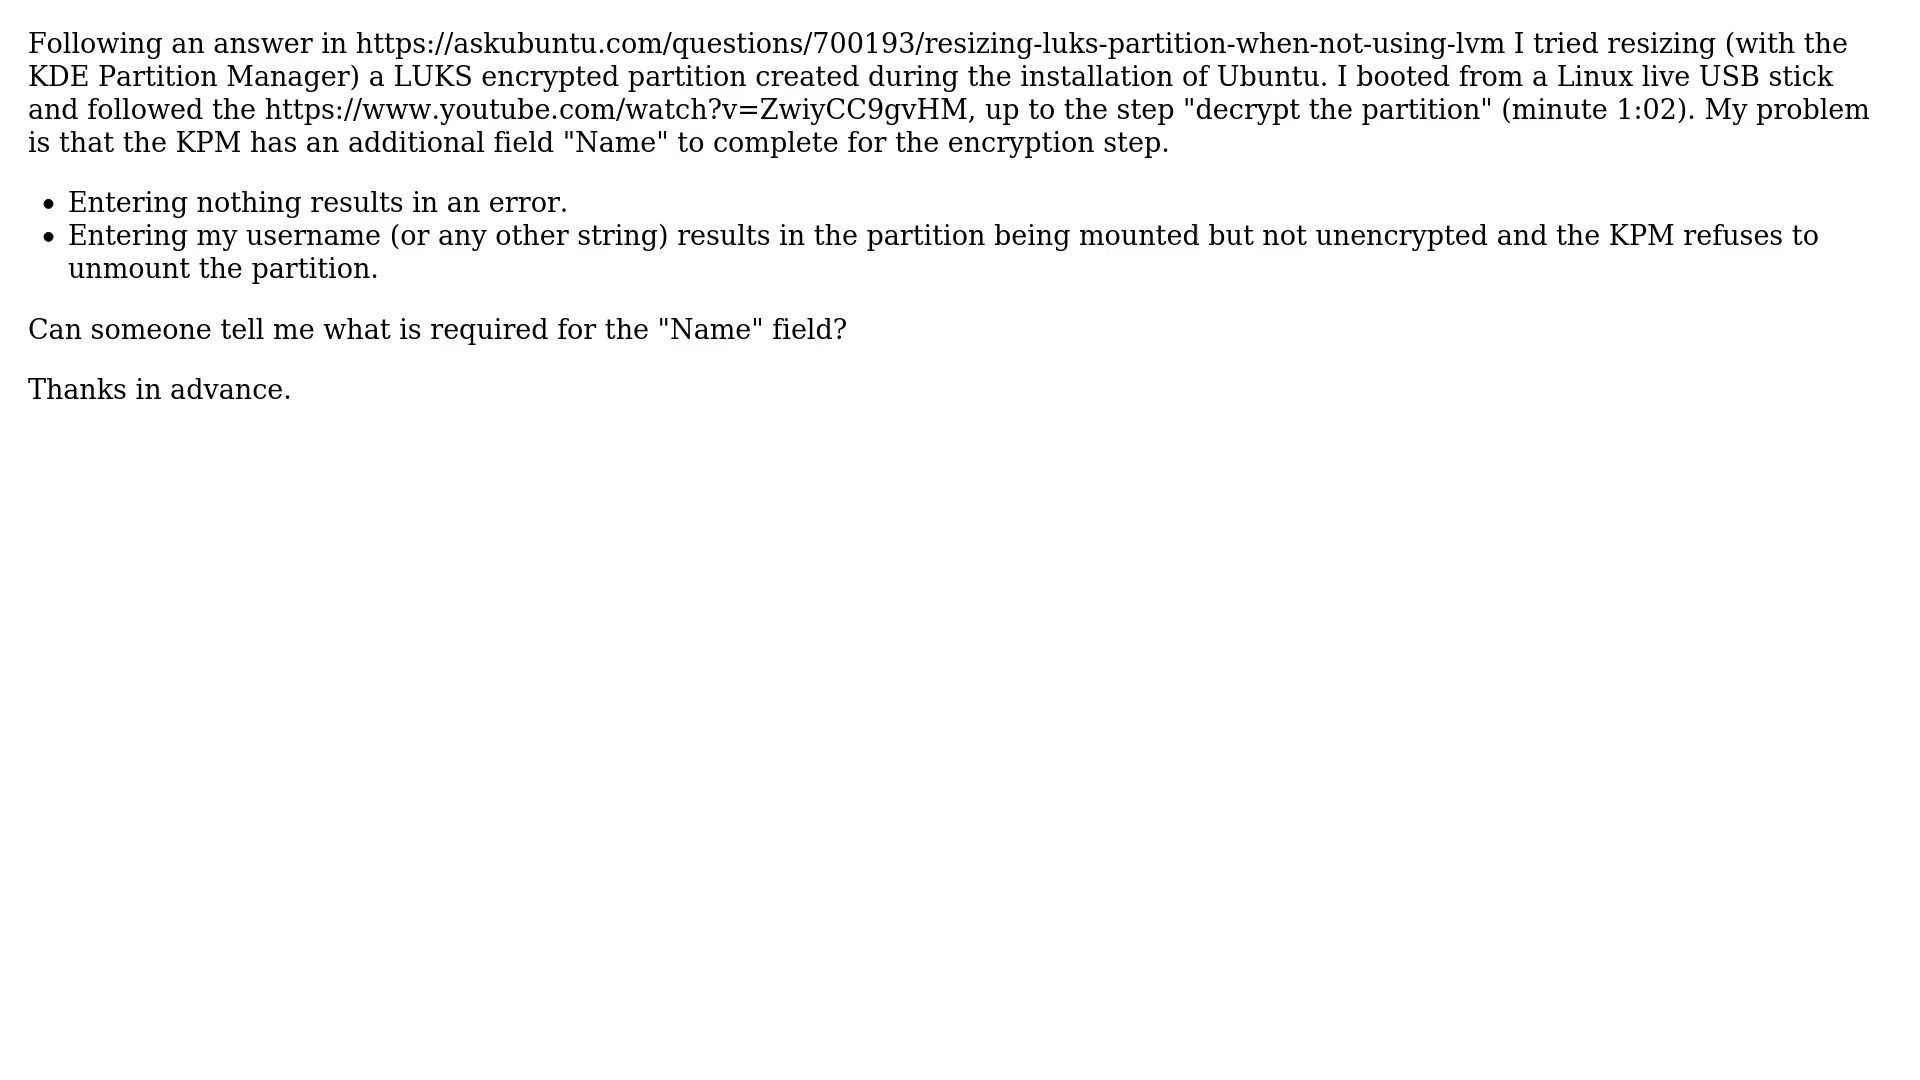 Following an answer in https://askubuntu.com/questions/700193/resizing-luks-partition-when-not-using-lvm I tried resizing (with the
KDE Partition Manager) a LUKS encrypted partition created during the installation of Ubuntu. I booted from a Linux live USB stick
and followed the https://www.youtube.com/watch?v=ZwiyCC9gvHM, up to the step "decrypt the partition" (minute 1:02). My problem
is that the KPM has an additional field "Name" to complete for the encryption step.
• Entering nothing results in an error.
• Entering my username (or any other string) results in the partition being mounted but not unencrypted and the KPM refuses to
unmount the partition.
Can someone tell me what is required for the "Name" field?
Thanks in advance.